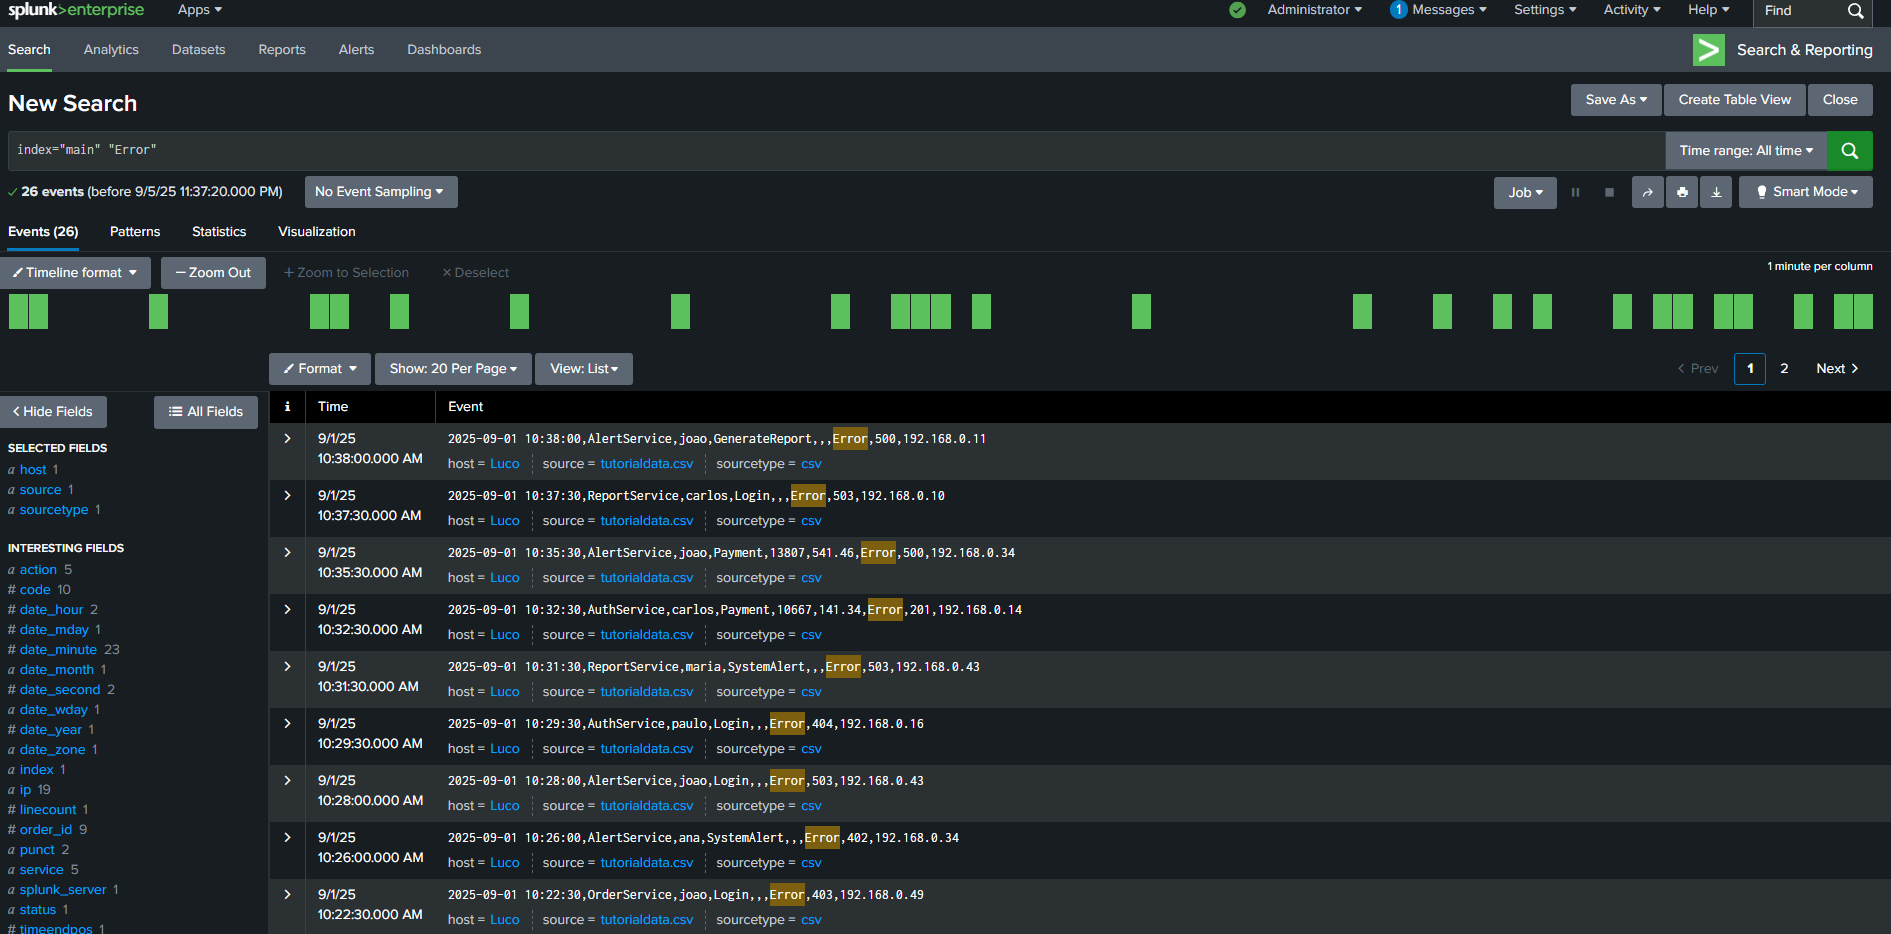 splunk>enterprise Apps Administrator 1 Messages Settings Activity Help Find
Search Analytics Datasets Reports Alerts Dashboards Search & Reporting
New Search Save As Create Table View Close
index="main" "Error" Time range: All time
26 events (before 9/5/25 11:37:20.000 PM) No Event Sampling Job Smart Mode
Events (26) Patterns Statistics Visualization
Timeline format — Zoom Out + Zoom to Selection × Deselect 1 minute per column
Format Show: 20 Per Page View: List < Prev 1 2 Next >
< Hide Fields All Fields
i Time Event
SELECTED FIELDS
a host 1
a source 1
a sourcetype 1
INTERESTING FIELDS
a action 5
# code 10
# date_hour 2
# date_mday 1
# date_minute 23
a date_month 1
# date_second 2
a date_wday 1
# date_year 1
a date_zone 1
a index 1
a ip 19
# linecount 1
# order_id 9
a punct 2
a service 5
a splunk_server 1
a status 1
# timeendpos 1
> 9/1/25 2025-09-01 10:38:00,AlertService,joao,GenerateReport,,,Error,500,192.168.0.11
10:38:00.000 AM host = Luco source = tutorialdata.csv sourcetype = csv
> 9/1/25 2025-09-01 10:37:30,ReportService,carlos,Login,,,Error,503,192.168.0.10
10:37:30.000 AM host = Luco source = tutorialdata.csv sourcetype = csv
> 9/1/25 2025-09-01 10:35:30,AlertService,joao,Payment,13807,541.46,Error,500,192.168.0.34
10:35:30.000 AM host = Luco source = tutorialdata.csv sourcetype = csv
> 9/1/25 2025-09-01 10:32:30,AuthService,carlos,Payment,10667,141.34,Error,201,192.168.0.14
10:32:30.000 AM host = Luco source = tutorialdata.csv sourcetype = csv
> 9/1/25 2025-09-01 10:31:30,ReportService,maria,SystemAlert,,,Error,503,192.168.0.43
10:31:30.000 AM host = Luco source = tutorialdata.csv sourcetype = csv
> 9/1/25 2025-09-01 10:29:30,AuthService,paulo,Login,,,Error,404,192.168.0.16
10:29:30.000 AM host = Luco source = tutorialdata.csv sourcetype = csv
> 9/1/25 2025-09-01 10:28:00,AlertService,joao,Login,,,Error,503,192.168.0.43
10:28:00.000 AM host = Luco source = tutorialdata.csv sourcetype = csv
> 9/1/25 2025-09-01 10:26:00,AlertService,ana,SystemAlert,,,Error,402,192.168.0.34
10:26:00.000 AM host = Luco source = tutorialdata.csv sourcetype = csv
> 9/1/25 2025-09-01 10:22:30,OrderService,joao,Login,,,Error,403,192.168.0.49
10:22:30.000 AM host = Luco source = tutorialdata.csv sourcetype = csv